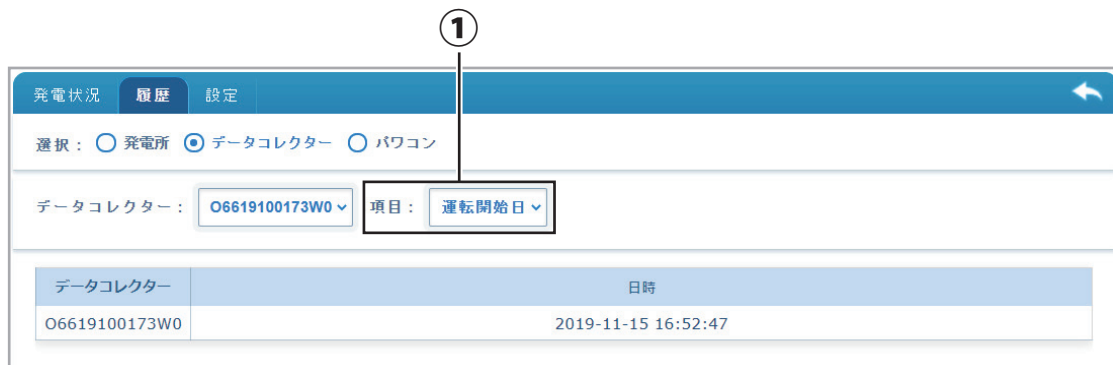 ①
発電状況 履歴 設定
選択： 発電所 データコレクター パワコン
データコレクター： O6619100173W0 項目： 運転開始日
データコレクター 日時
O6619100173W0 2019-11-15 16:52:47